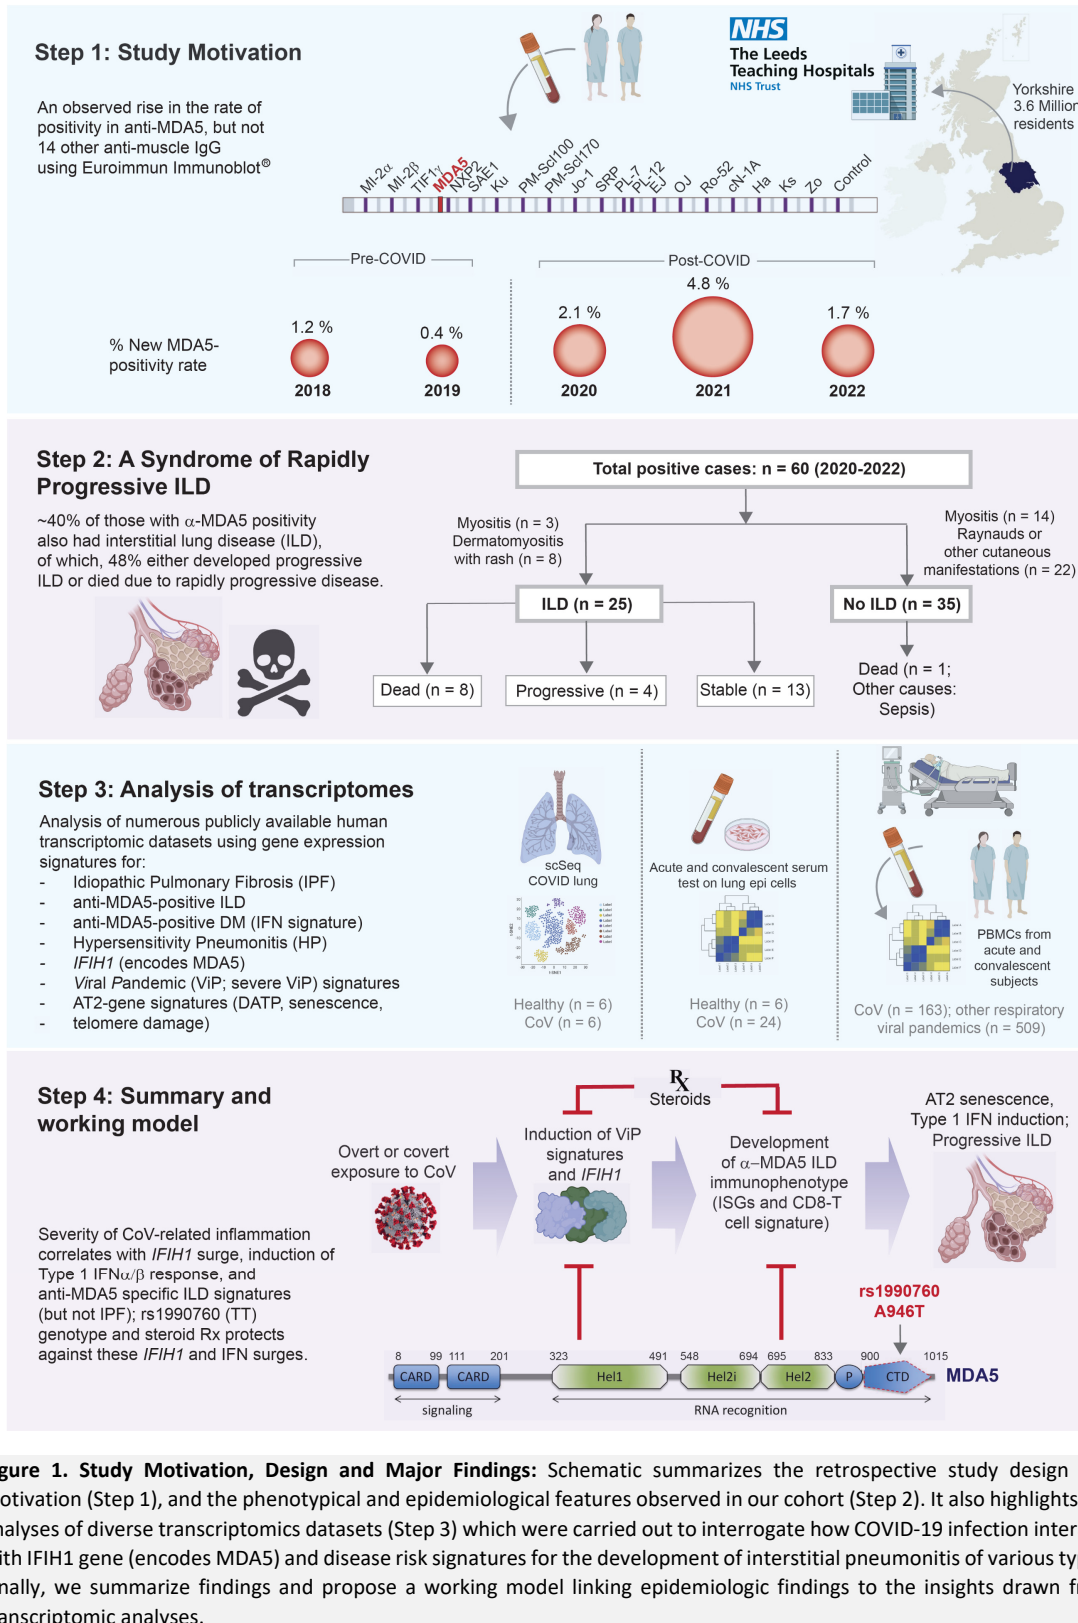 Step 1: Study Motivation
An observed rise in the rate of
positivity in anti-MDA5, but not
14 other anti-muscle IgG
using Euroimmun Immunoblot®
NHS
The Leeds
Teaching Hospitals
NHS Trust
Yorkshire
3.6 Million
residents
MI-2α
MI-2β
TIF1γ
MDA5
NXP2
SAE1
Ku
PM-Scl100
PM-Scl170
Jo-1
SRP
PL-7
PL-12
EJ
OJ
Ro-52
cN-1A
Ha
Ks
Zo
Control
Pre-COVID
Post-COVID
% New MDA5-
positivity rate
1.2 %
0.4 %
2.1 %
4.8 %
1.7 %
2018
2019
2020
2021
2022
Step 2: A Syndrome of Rapidly
Progressive ILD
~40% of those with α-MDA5 positivity
also had interstitial lung disease (ILD),
of which, 48% either developed progressive
ILD or died due to rapidly progressive disease.
Total positive cases: n = 60 (2020-2022)
Myositis (n = 3)
Dermatomyositis
with rash (n = 8)
Myositis (n = 14)
Raynauds or
other cutaneous
manifestations (n = 22)
ILD (n = 25)
No ILD (n = 35)
Dead (n = 8)
Progressive (n = 4)
Stable (n = 13)
Dead (n = 1;
Other causes:
Sepsis)
Step 3: Analysis of transcriptomes
Analysis of numerous publicly available human
transcriptomic datasets using gene expression
signatures for:
- Idiopathic Pulmonary Fibrosis (IPF)
- anti-MDA5-positive ILD
- anti-MDA5-positive DM (IFN signature)
- Hypersensitivity Pneumonitis (HP)
- IFIH1 (encodes MDA5)
- Viral Pandemic (ViP; severe ViP) signatures
- AT2-gene signatures (DATP, senescence,
- telomere damage)
scSeq
COVID lung
Healthy (n = 6)
CoV (n = 6)
Acute and convalescent serum
test on lung epi cells
Healthy (n = 6)
CoV (n = 24)
PBMCs from
acute and
convalescent
subjects
CoV (n = 163); other respiratory
viral pandemics (n = 509)
Step 4: Summary and
working model
Severity of CoV-related inflammation
correlates with IFIH1 surge, induction of
Type 1 IFNα/β response, and
anti-MDA5 specific ILD signatures
(but not IPF); rs1990760 (TT)
genotype and steroid Rx protects
against these IFIH1 and IFN surges.
Rx
Steroids
Overt or covert
exposure to CoV
Induction of ViP
signatures
and IFIH1
Development
of α–MDA5 ILD
immunophenotype
(ISGs and CD8-T
cell signature)
AT2 senescence,
Type 1 IFN induction;
Progressive ILD
rs1990760
A946T
8 99 111 201 323 491 548 694 695 833 900 1015
CARD CARD Hel1 Hel2i Hel2 P CTD MDA5
signaling RNA recognition
gure 1. Study Motivation, Design and Major Findings: Schematic summarizes the retrospective study design
otivation (Step 1), and the phenotypical and epidemiological features observed in our cohort (Step 2). It also highlights
nalyses of diverse transcriptomics datasets (Step 3) which were carried out to interrogate how COVID-19 infection inter
ith IFIH1 gene (encodes MDA5) and disease risk signatures for the development of interstitial pneumonitis of various typ
nally, we summarize findings and propose a working model linking epidemiologic findings to the insights drawn fr
anscriptomic analyses.